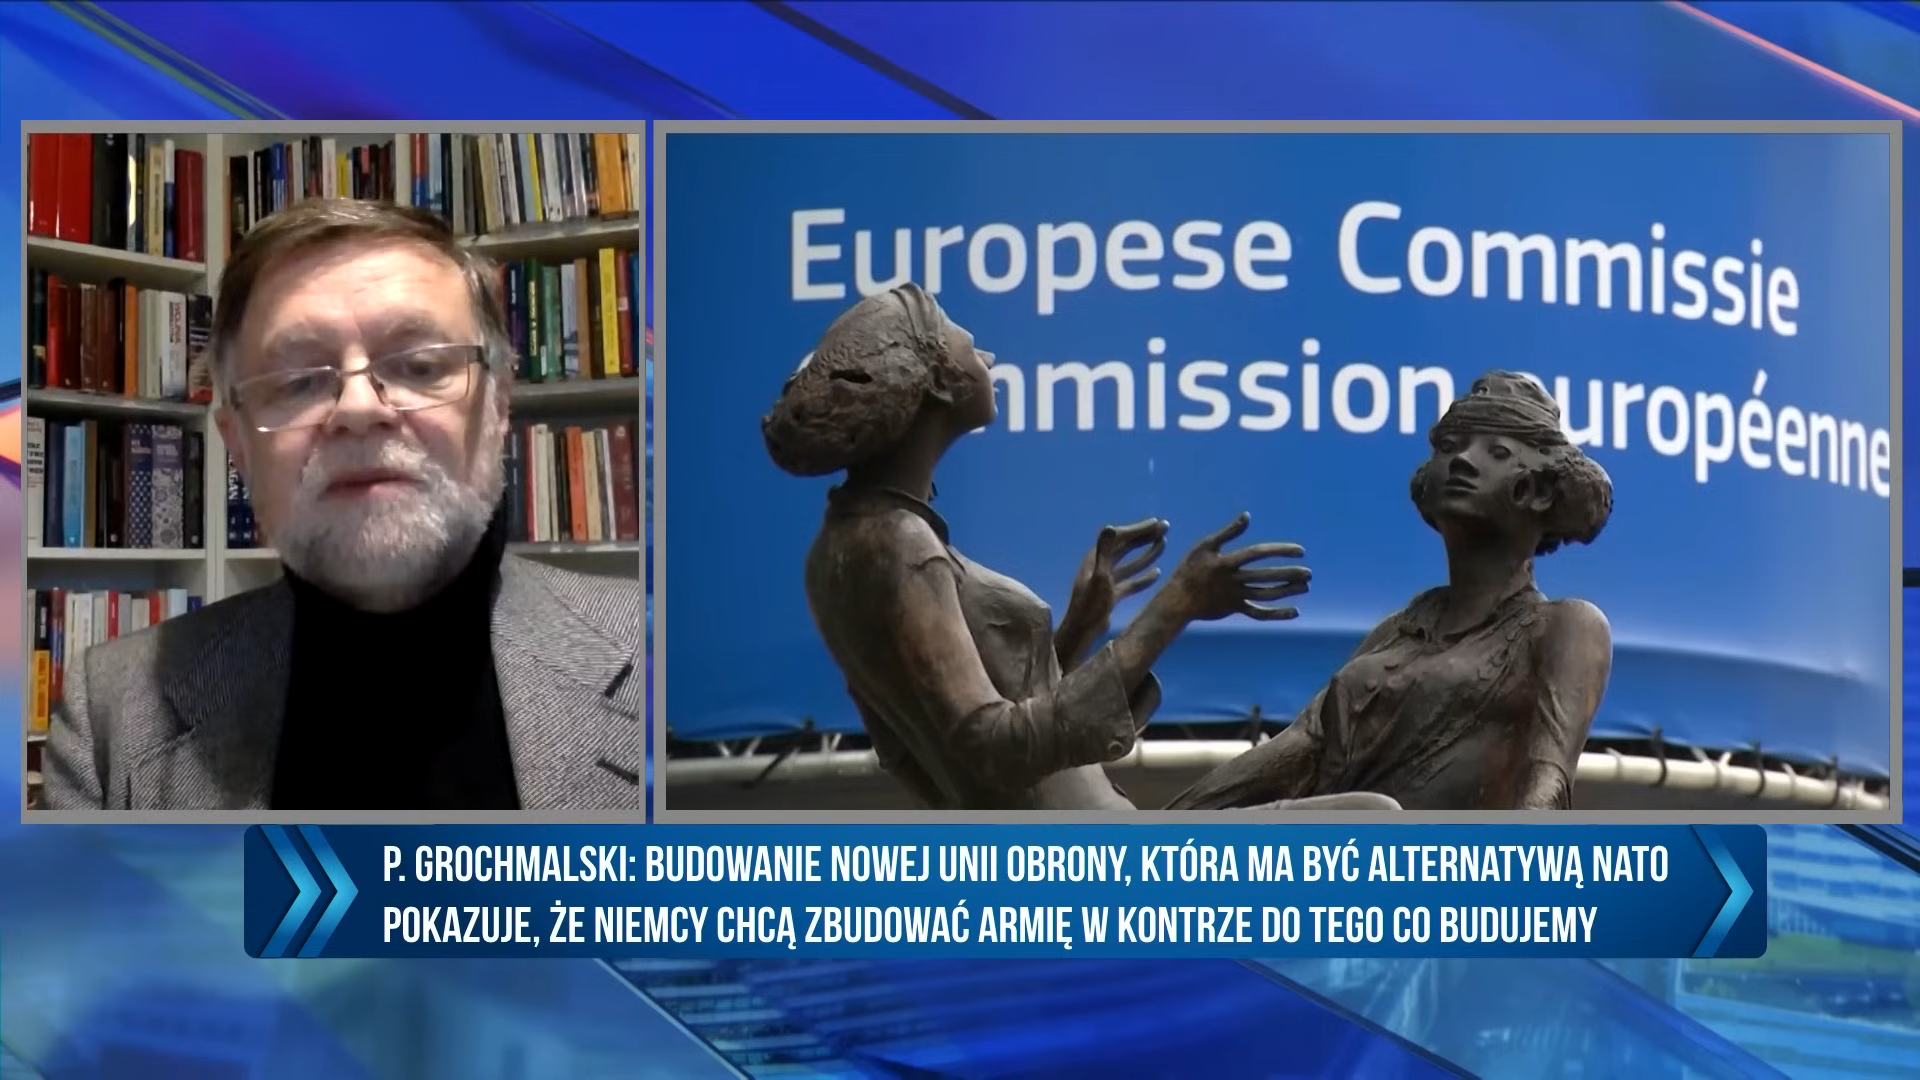 Europese Commissie
mmission européenne
P. GROCHMALSKI: BUDOWANIE NOWEJ UNII OBRONY, KTÓRA MA BYĆ ALTERNATYWĄ NATO
POKAZUJE, ŻE NIEMCY CHCĄ ZBUDOWAĆ ARMIĘ W KONTRZE DO TEGO CO BUDUJEMY